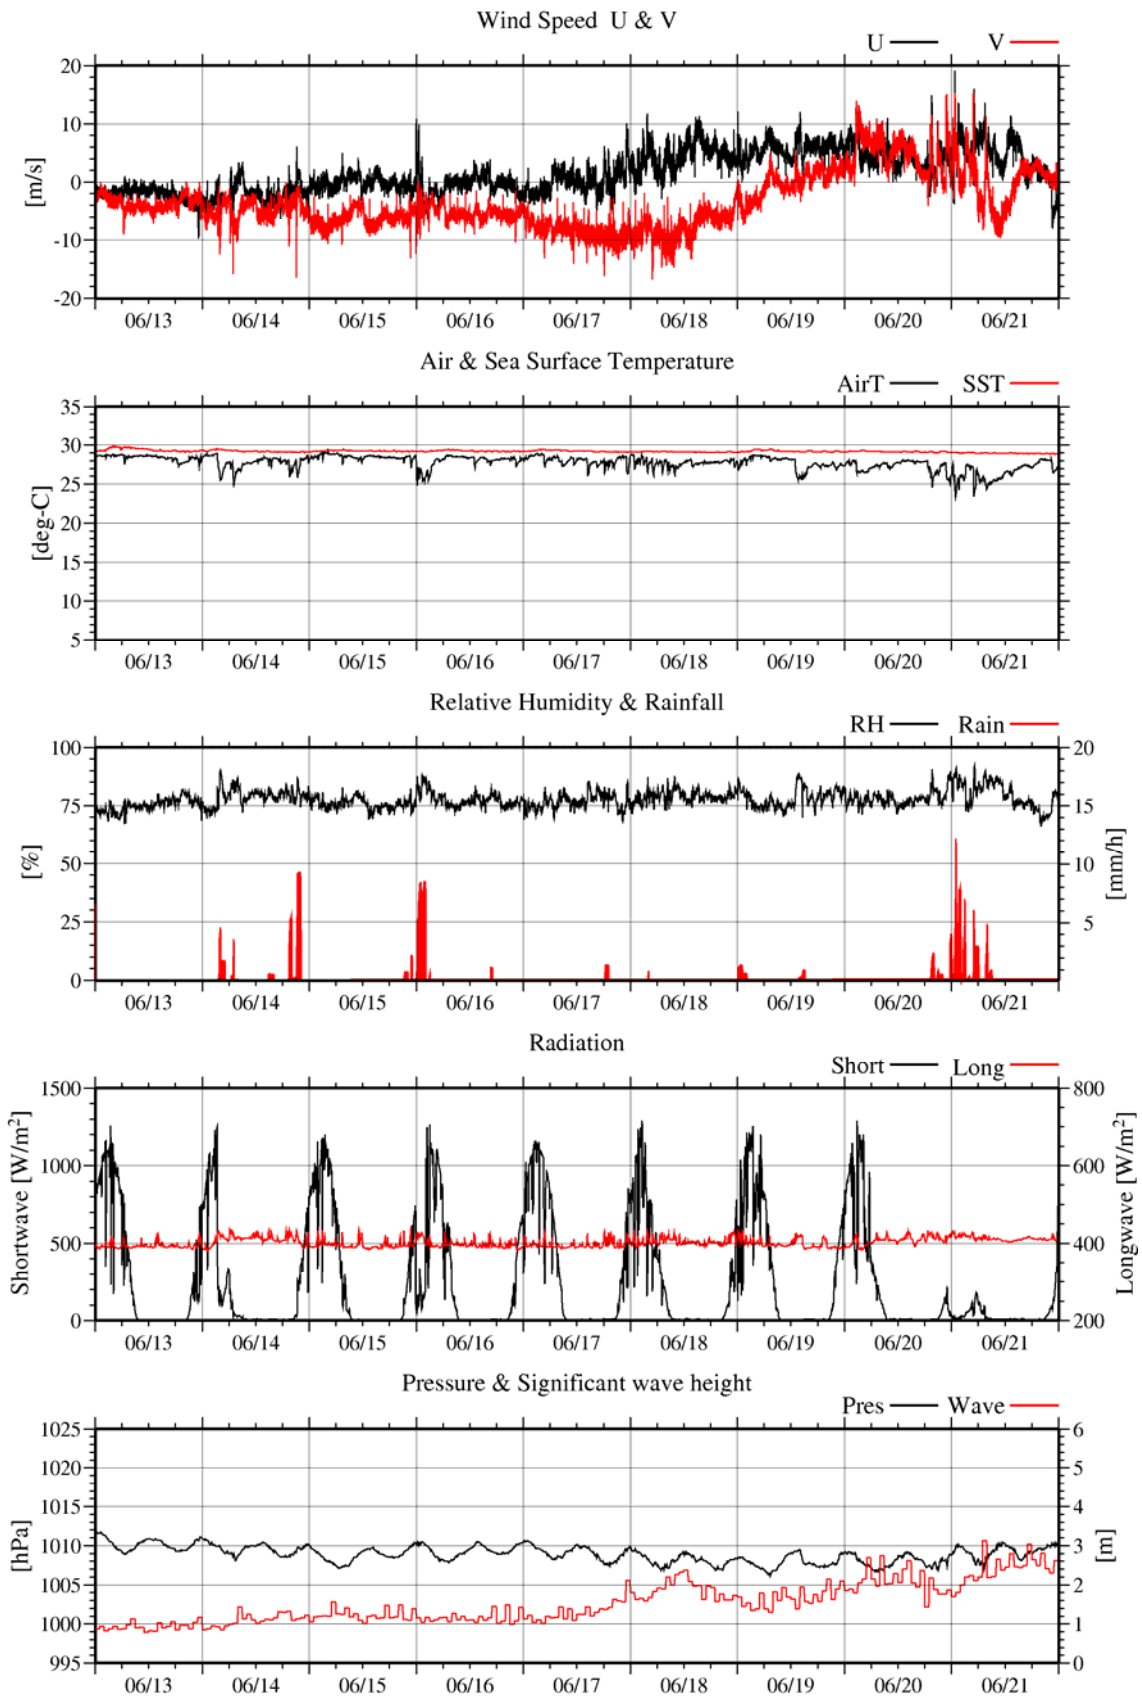 Wind Speed U & V
U V
20
10
0
-10
-20
[m/s]
06/13 06/14 06/15 06/16 06/17 06/18 06/19 06/20 06/21
Air & Sea Surface Temperature
AirT SST
35
30
25
20
15
10
5
[deg-C]
06/13 06/14 06/15 06/16 06/17 06/18 06/19 06/20 06/21
Relative Humidity & Rainfall
RH Rain
100 20
75 15
50 10
25 5
0
[%] [mm/h]
06/13 06/14 06/15 06/16 06/17 06/18 06/19 06/20 06/21
Radiation
Short Long
1500 800
1000 600
500 400
0 200
Shortwave [W/m²] Longwave [W/m²]
06/13 06/14 06/15 06/16 06/17 06/18 06/19 06/20 06/21
Pressure & Significant wave height
Pres Wave
1025 6
1020 5
1015 4
1010 3
1005 2
1000 1
995 0
[hPa] [m]
06/13 06/14 06/15 06/16 06/17 06/18 06/19 06/20 06/21